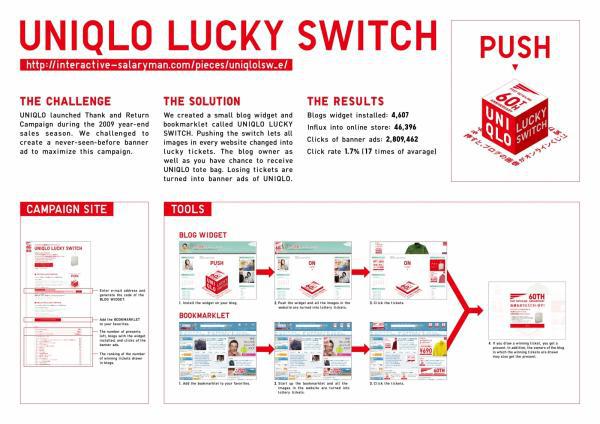 UNIQLO LUCKY SWITCH
http://interactive-salaryman.com/pieces/uniqlolsw_e/
PUSH
THE CHALLENGE
UNIQLO launched Thank and Return
Campaign during the 2009 year-end
sales season. We challenged to
create a never-seen-before banner
ad to maximize this campaign.
THE SOLUTION
We created a small blog widget and
bookmarklet called UNIQLO LUCKY
SWITCH. Pushing the switch lets all
images in every website changed into
lucky tickets. The blog owner as
well as you have chance to receive
UNIQLO tote bag. Losing tickets are
turned into banner ads of UNIQLO.
THE RESULTS
Blogs widget installed: 4,607
Influx into online store: 46,396
Clicks of banner ads: 2,809,462
Click rate 1.7% (17 times of avarage)
60TH
UNI
QLO
LUCKY
SWITCH
CAMPAIGN SITE
UNIQLO LUCKY SWITCH
Enter e-mail address and
generate the code of the
BLOG WIDGET.
Add the BOOKMARKLET
to your favorites.
The number of presents
left, blogs with the widget
installed, and clicks of the
banner ads.
The ranking of the number
of winning tickets drawn
in blogs.
TOOLS
BLOG WIDGET
PUSH
ON
ON
1. Install the widget on your blog.
2. Push the widget and all the images in the
website are turned into lottery tickets.
3. Click the tickets.
BOOKMARKLET
¥690
1. Add the bookmarklet to your favorites.
2. Start up the bookmarklet and all the
images in the website are turned into
lottery tickets.
3. Click the tickets.
60TH
4. If you draw a winning ticket, you get a
present. In addition, the owners of the blog
in which the winning tickets are drawn
may also get the present.